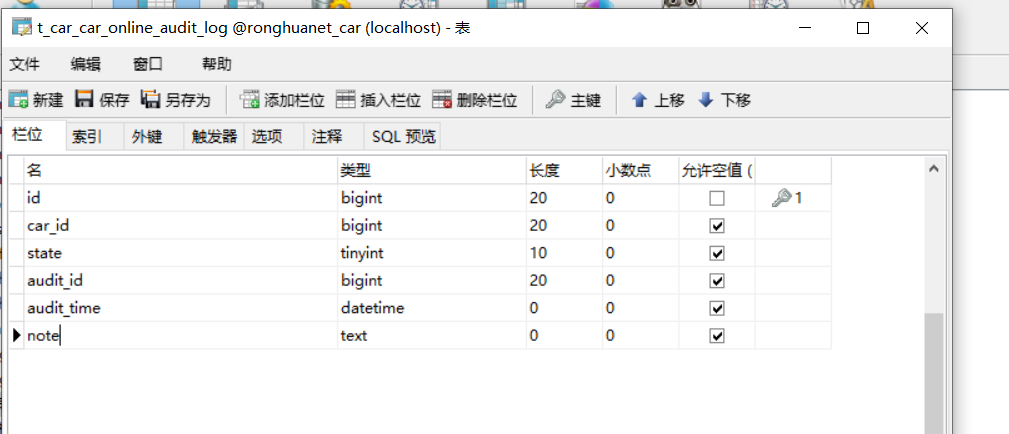 t_car_car_online_audit_log @ronghuanet_car (localhost) - 表
文件 编辑 窗口 帮助
新建 保存 另存为 添加栏位 插入栏位 删除栏位 主键 上移 下移
栏位 索引 外键 触发器 选项 注释 SQL 预览
名 类型 长度 小数点 允许空值 (
id bigint 20 0 1
car_id bigint 20 0
state tinyint 10 0
audit_id bigint 20 0
audit_time datetime 0 0
note text 0 0